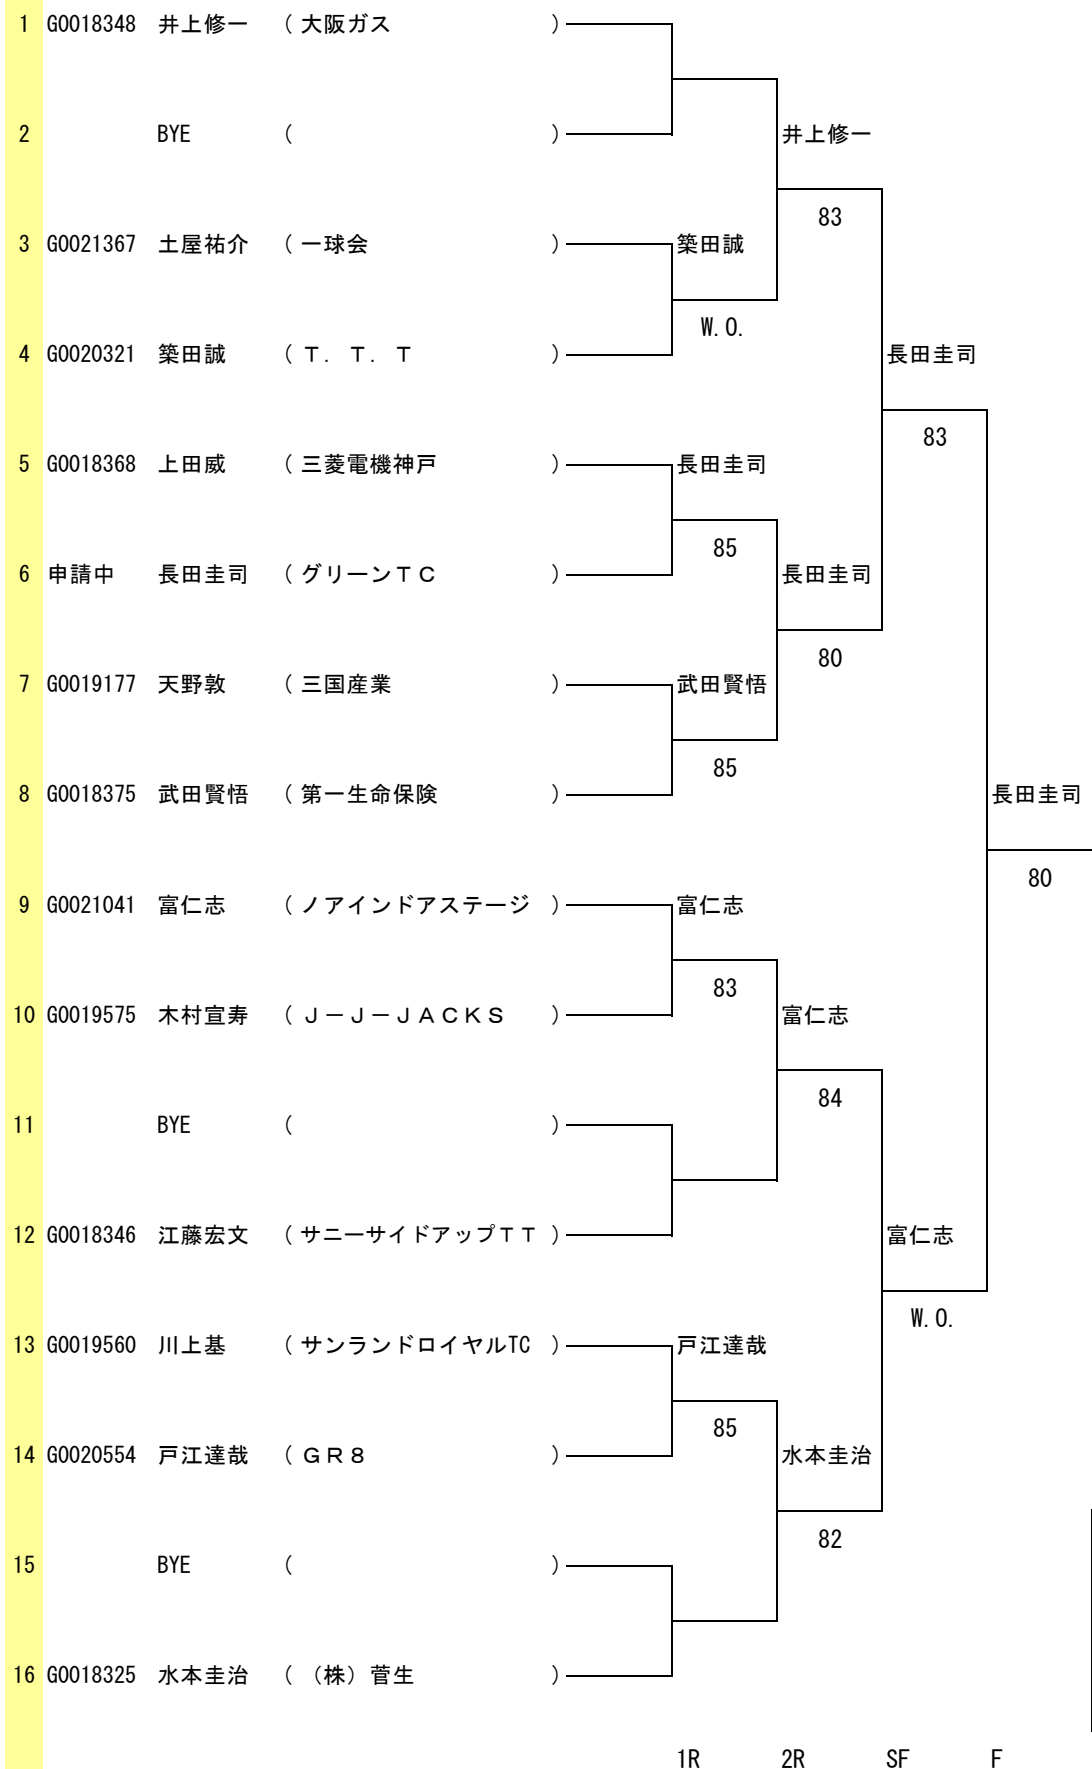 1 G0018348 井上修一 ( 大阪ガス )
2 BYE ( ) 井上修一
83
3 G0021367 土屋祐介 ( 一球会 ) 築田誠
W.O.
4 G0020321 築田誠 ( T. T. T ) 長田圭司
83
5 G0018368 上田威 ( 三菱電機神戸 ) 長田圭司
85
6 申請中 長田圭司 ( グリーンTC ) 長田圭司
80
7 G0019177 天野敦 ( 三国産業 ) 武田賢悟
85
8 G0018375 武田賢悟 ( 第一生命保険 ) 長田圭司
80
9 G0021041 富仁志 ( ノアインドアステージ ) 富仁志
83
10 G0019575 木村宣寿 ( J-J-JACKS ) 富仁志
84
11 BYE ( )
12 G0018346 江藤宏文 ( サニーサイドアップTT ) 富仁志
W.O.
13 G0019560 川上基 ( サンランドロイヤルTC ) 戸江達哉
85
14 G0020554 戸江達哉 ( GR8 ) 水本圭治
82
15 BYE ( )
16 G0018325 水本圭治 ( (株)菅生 )
1R 2R SF F